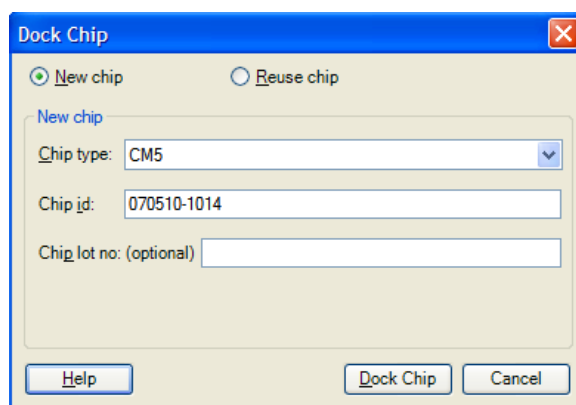 Dock Chip
New chip Reuse chip
New chip
Chip type: CM5
Chip id: 070510-1014
Chip lot no: (optional)
Help Dock Chip Cancel